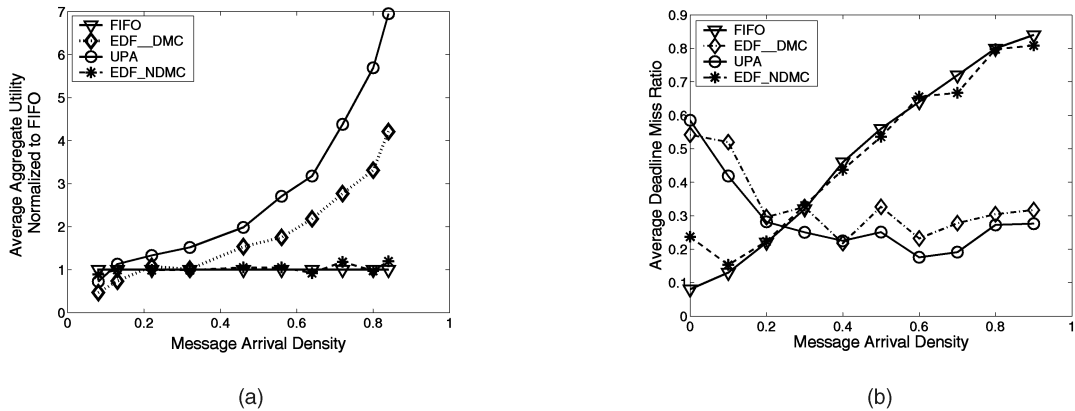 FIFO
EDF__DMC
UPA
EDF_NDMC
7
6
5
4
3
2
1
0
Average Aggregate Utility
Normalized to FIFO
0
0.2
0.4
0.6
0.8
1
Message Arrival Density
(a)
FIFO
EDF__DMC
UPA
EDF_NDMC
0.9
0.8
0.7
0.6
0.5
0.4
0.3
0.2
0.1
0
Average Deadline Miss Ratio
0
0.2
0.4
0.6
0.8
1
Message Arrival Density
(b)